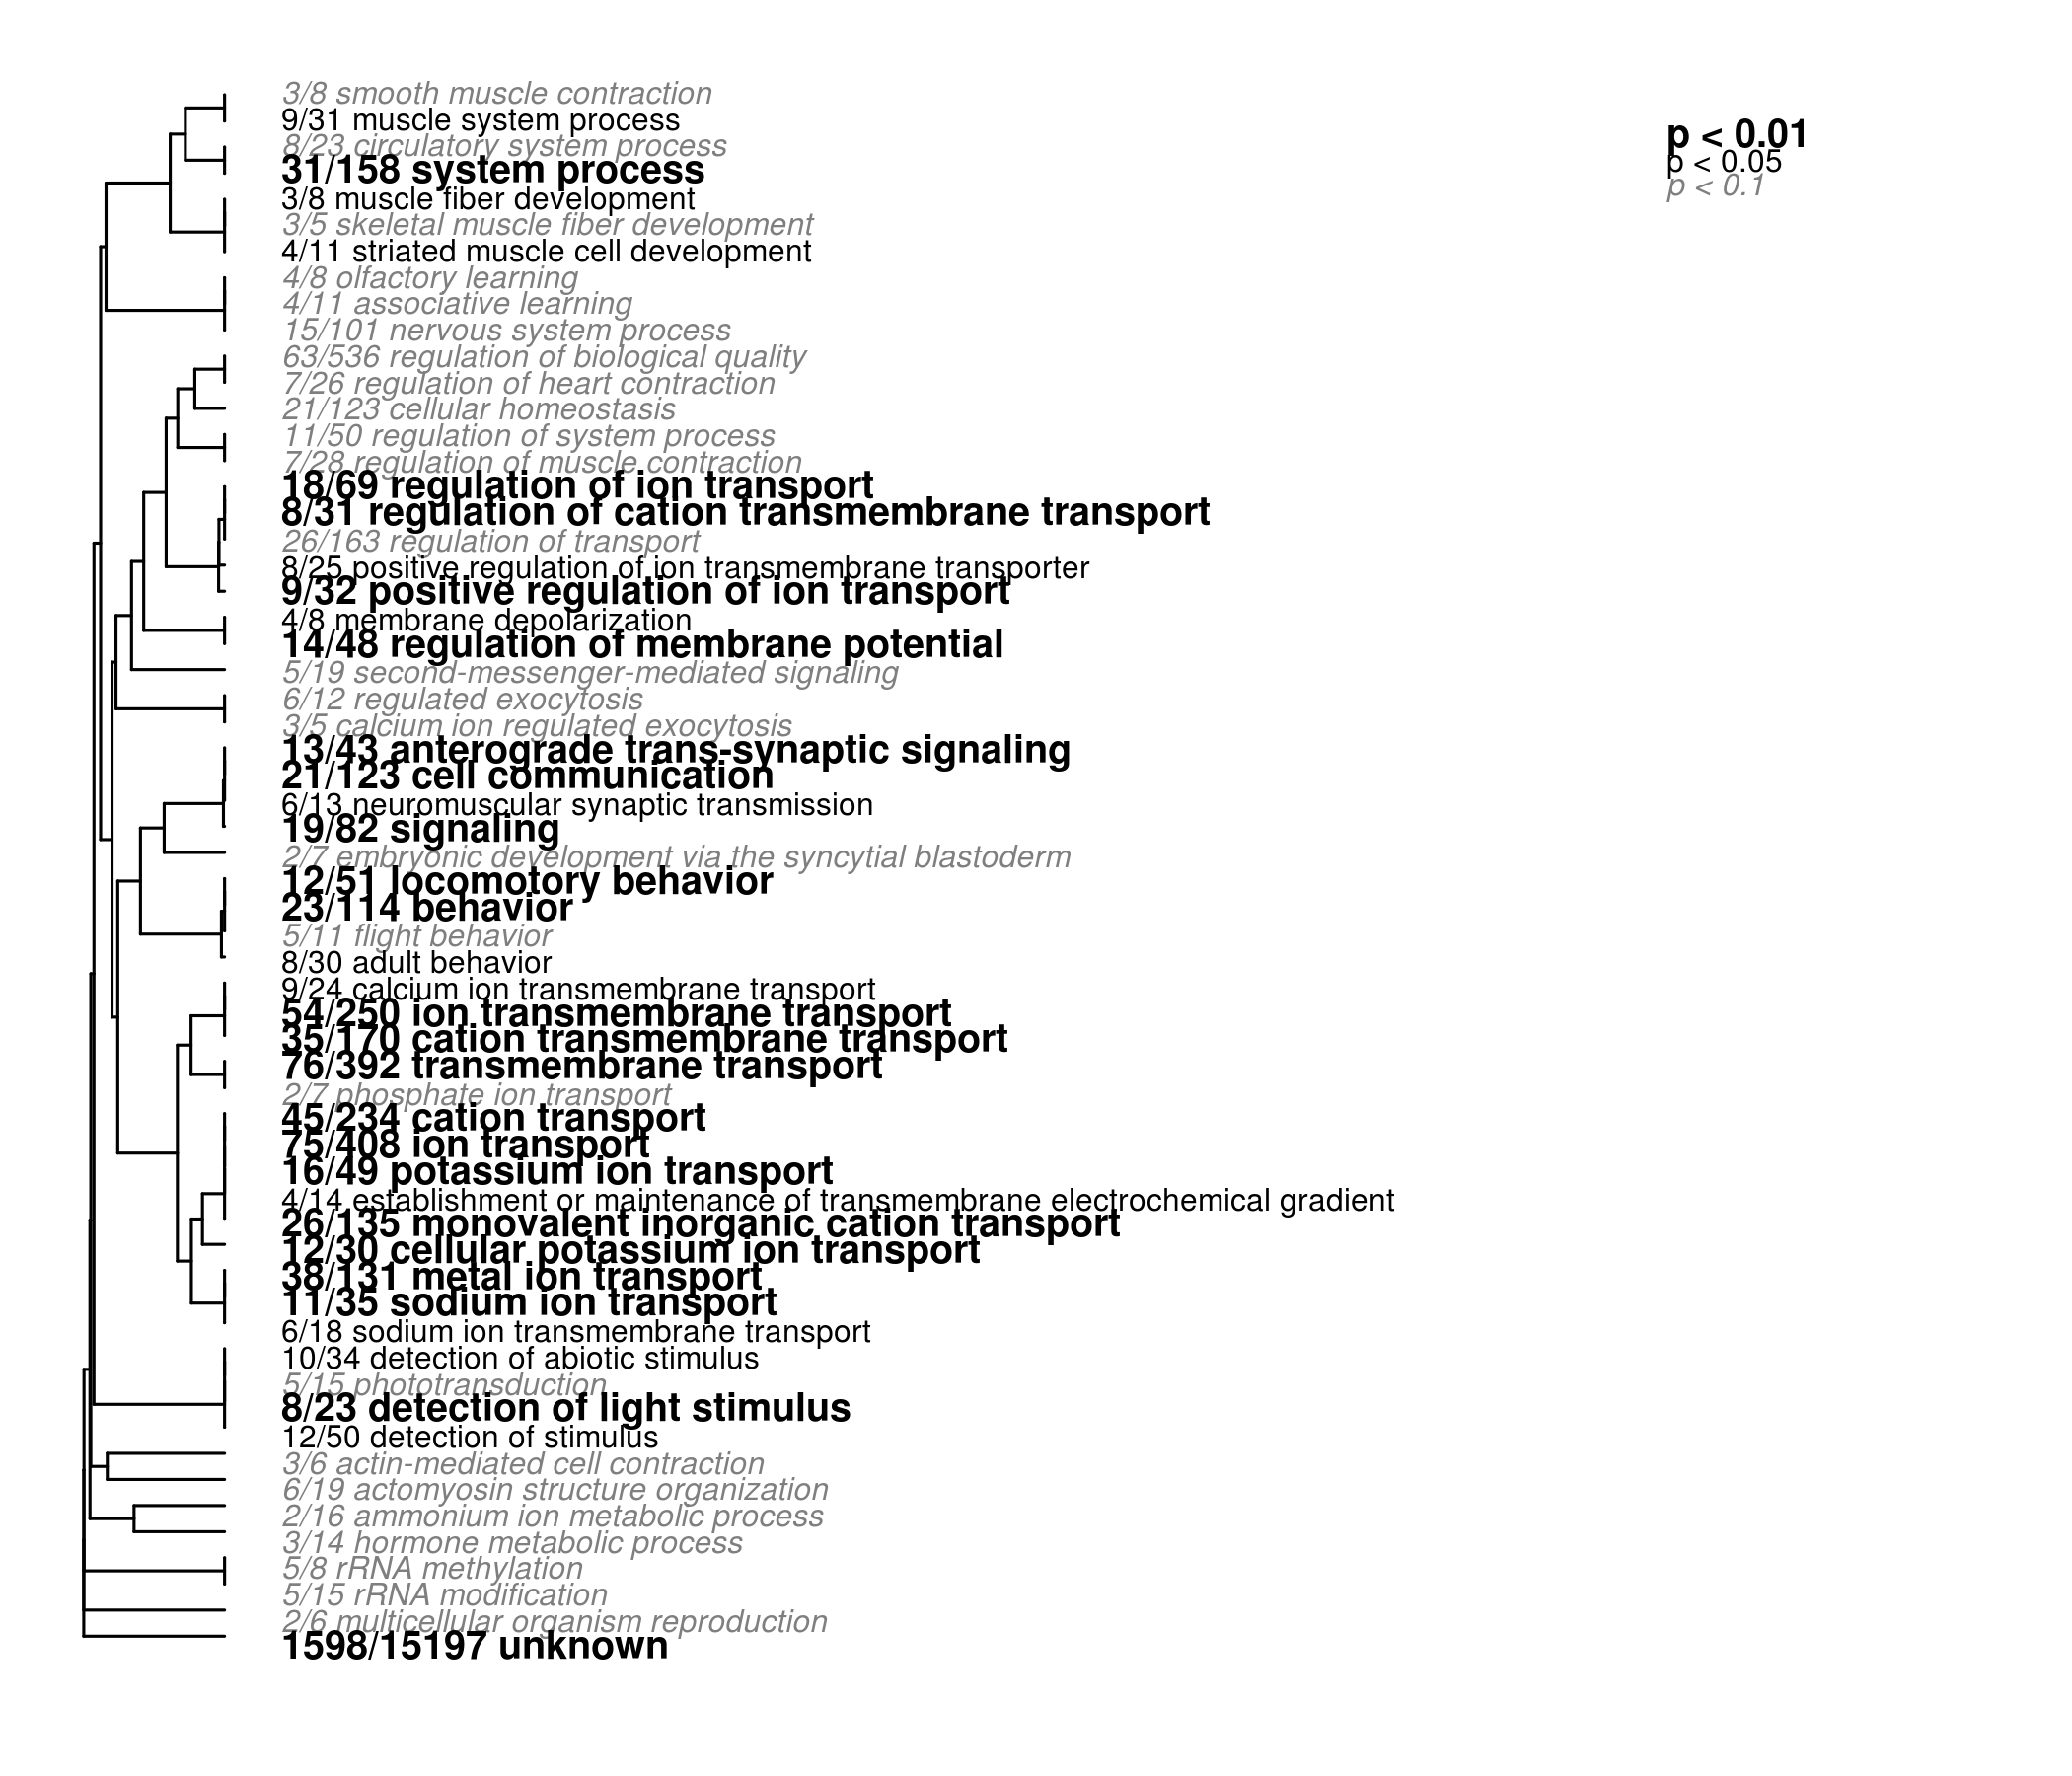 3/8 smooth muscle contraction
9/31 muscle system process
8/23 circulatory system process
31/158 system process
3/8 muscle fiber development
3/5 skeletal muscle fiber development
4/11 striated muscle cell development
4/8 olfactory learning
4/11 associative learning
15/101 nervous system process
63/536 regulation of biological quality
7/26 regulation of heart contraction
21/123 cellular homeostasis
11/50 regulation of system process
7/28 regulation of muscle contraction
18/69 regulation of ion transport
8/31 regulation of cation transmembrane transport
26/163 regulation of transport
8/25 positive regulation of ion transmembrane transporter
9/32 positive regulation of ion transport
4/8 membrane depolarization
14/48 regulation of membrane potential
5/19 second-messenger-mediated signaling
6/12 regulated exocytosis
3/5 calcium ion regulated exocytosis
13/43 anterograde trans-synaptic signaling
21/123 cell communication
6/13 neuromuscular synaptic transmission
19/82 signaling
2/7 embryonic development via the syncytial blastoderm
12/51 locomotory behavior
23/114 behavior
5/11 flight behavior
8/30 adult behavior
9/24 calcium ion transmembrane transport
54/250 ion transmembrane transport
35/170 cation transmembrane transport
76/392 transmembrane transport
2/7 phosphate ion transport
45/234 cation transport
75/408 ion transport
16/49 potassium ion transport
4/14 establishment or maintenance of transmembrane electrochemical gradient
26/135 monovalent inorganic cation transport
12/30 cellular potassium ion transport
38/131 metal ion transport
11/35 sodium ion transport
6/18 sodium ion transmembrane transport
10/34 detection of abiotic stimulus
5/15 phototransduction
8/23 detection of light stimulus
12/50 detection of stimulus
3/6 actin-mediated cell contraction
6/19 actomyosin structure organization
2/16 ammonium ion metabolic process
3/14 hormone metabolic process
5/8 rRNA methylation
5/15 rRNA modification
2/6 multicellular organism reproduction
1598/15197 unknown
p < 0.01
p < 0.05
p < 0.1